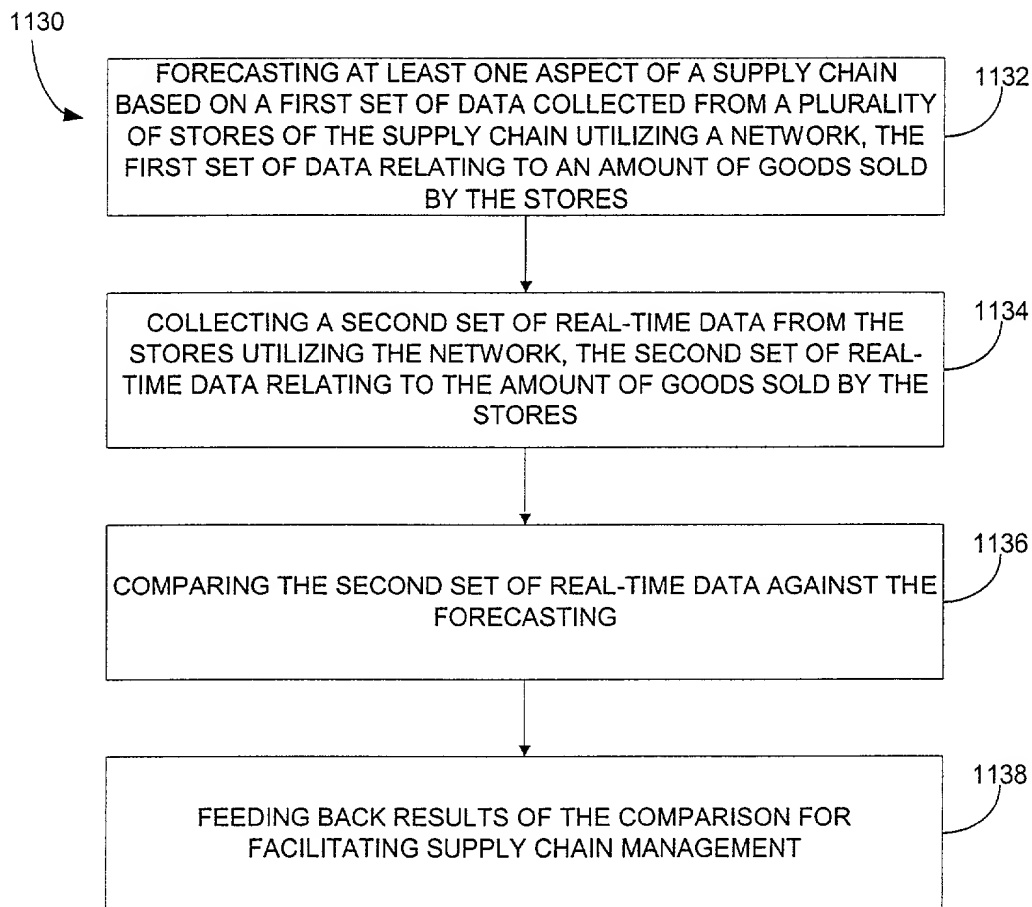 1130
FORECASTING AT LEAST ONE ASPECT OF A SUPPLY CHAIN
BASED ON A FIRST SET OF DATA COLLECTED FROM A PLURALITY
OF STORES OF THE SUPPLY CHAIN UTILIZING A NETWORK, THE
FIRST SET OF DATA RELATING TO AN AMOUNT OF GOODS SOLD
BY THE STORES
1132
COLLECTING A SECOND SET OF REAL-TIME DATA FROM THE
STORES UTILIZING THE NETWORK, THE SECOND SET OF REAL-
TIME DATA RELATING TO THE AMOUNT OF GOODS SOLD BY THE
STORES
1134
COMPARING THE SECOND SET OF REAL-TIME DATA AGAINST THE
FORECASTING
1136
FEEDING BACK RESULTS OF THE COMPARISON FOR
FACILITATING SUPPLY CHAIN MANAGEMENT
1138